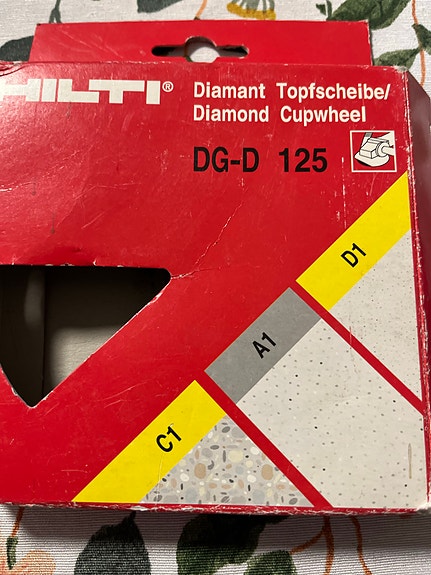 HILTI®
Diamant Topfscheibe/
Diamond Cupwheel
DG-D 125
D1
A1
C1